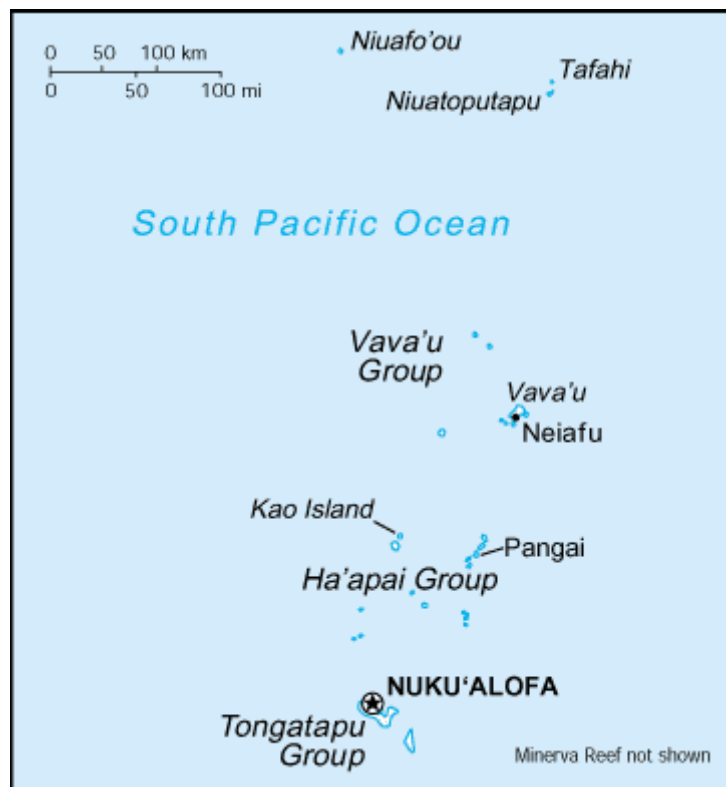 Niuafo'ou
0 50 100 km
0 50 100 mi
Tafahi
Niuatoputapu
South Pacific Ocean
Vava'u
Group
Vava'u
Neiafu
Kao Island
Pangai
Ha'apai Group
NUKU‘ALOFA
Tongatapu
Group
Minerva Reef not shown